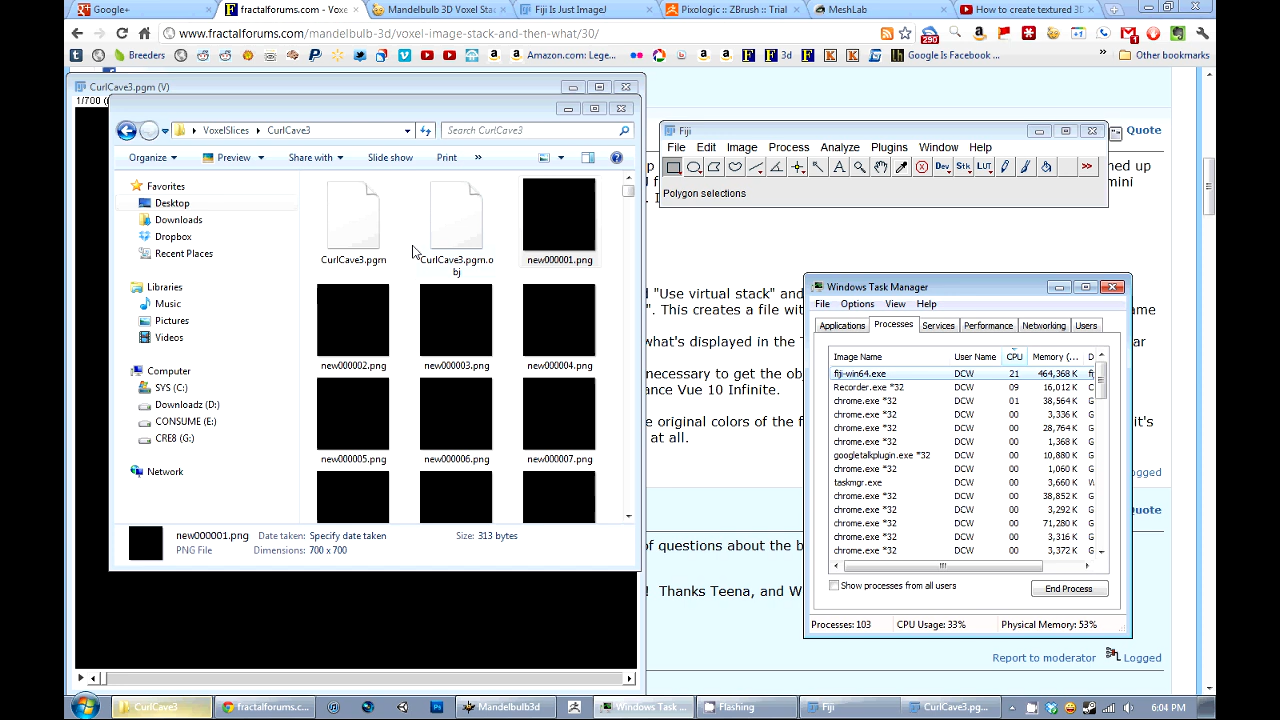 Google+
fractalforums.com - Voxe
Mandelbulb 3D Voxel Stac
Fiji Is Just ImageJ
Pixologic :: ZBrush :: Trial
MeshLab
How to create textured 3D
www.fractalforums.com/mandelbulb-3d/voxel-image-stack-and-then-what/30/
290
Breeders
Amazon.com: Lege...
3d
Google Is Facebook ...
Other bookmarks
CurlCave3.pgm (V)
1/700
VoxelSlices
CurlCave3
Search CurlCave3
Organize
Preview
Share with
Slide show
Print
»
Favorites
Desktop
Downloads
Dropbox
Recent Places
Libraries
Music
Pictures
Videos
Computer
SYS (C:)
Downloadz (D:)
CONSUME (E:)
CRE8 (G:)
Network
CurlCave3.pgm
CurlCave3.pgm.o
bj
new000001.png
new000002.png
new000003.png
new000004.png
new000005.png
new000006.png
new000007.png
new000001.png
Date taken: Specify date taken
Size: 313 bytes
PNG File
Dimensions: 700 x 700
Fiji
File Edit Image Process Analyze Plugins Window Help
Dev Stk LUT
Polygon selections
Quote
ned up
mini
"Use virtual stack" and
. This creates a file wit
ame
what's displayed in the T
ar
necessary to get the obj
ance Vue 10 Infinite.
e original colors of the f
it's
at all.
ogged
uote
of questions about the b
! Thanks Teena, and W
Report to moderator
Logged
Windows Task Manager
File Options View Help
Applications Processes Services Performance Networking Users
Image Name User Name CPU Memory (... D
fiji-win64.exe DCW 21 464,368 K
Recorder.exe *32 DCW 09 16,012 K C
chrome.exe *32 DCW 01 38,564 K G
chrome.exe *32 DCW 00 3,336 K G
chrome.exe *32 DCW 00 28,764 K G
chrome.exe *32 DCW 00 1,368 K G
googletalkplugin.exe *32 DCW 00 10,880 K G
chrome.exe *32 DCW 00 1,060 K G
taskmgr.exe DCW 00 3,660 K W
chrome.exe *32 DCW 00 38,852 K G
chrome.exe *32 DCW 00 3,292 K G
chrome.exe *32 DCW 00 71,280 K G
chrome.exe *32 DCW 00 3,316 K G
chrome.exe *32 DCW 00 3,372 K G
Show processes from all users
End Process
Processes: 103
CPU Usage: 33%
Physical Memory: 53%
CurlCave3
fractalforums.c...
Mandelbulb3d
Windows Task ...
Flashing
Fiji
CurlCave3.pg...
6:04 PM